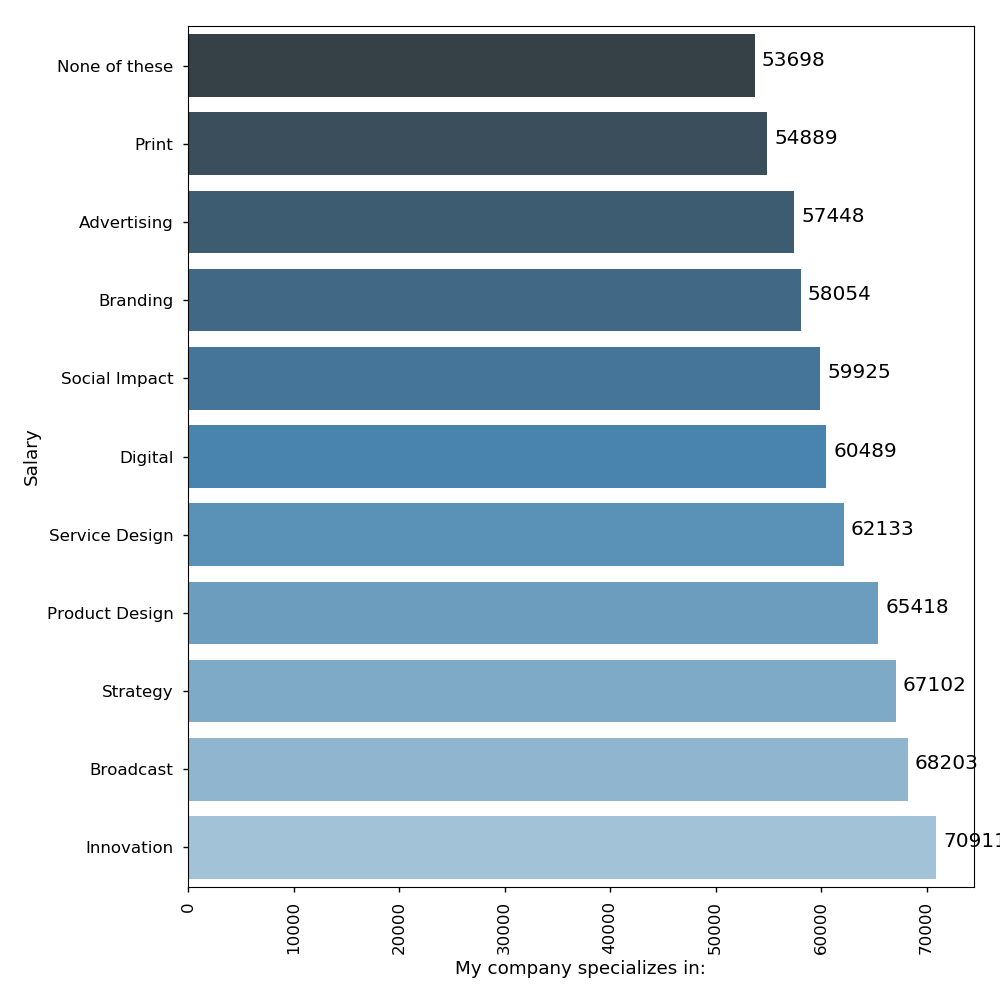 None of these 53698
Print 54889
Advertising 57448
Branding 58054
Social Impact 59925
Digital 60489
Service Design 62133
Product Design 65418
Strategy 67102
Broadcast 68203
Innovation 70911
Salary
0 10000 20000 30000 40000 50000 60000 70000
My company specializes in: